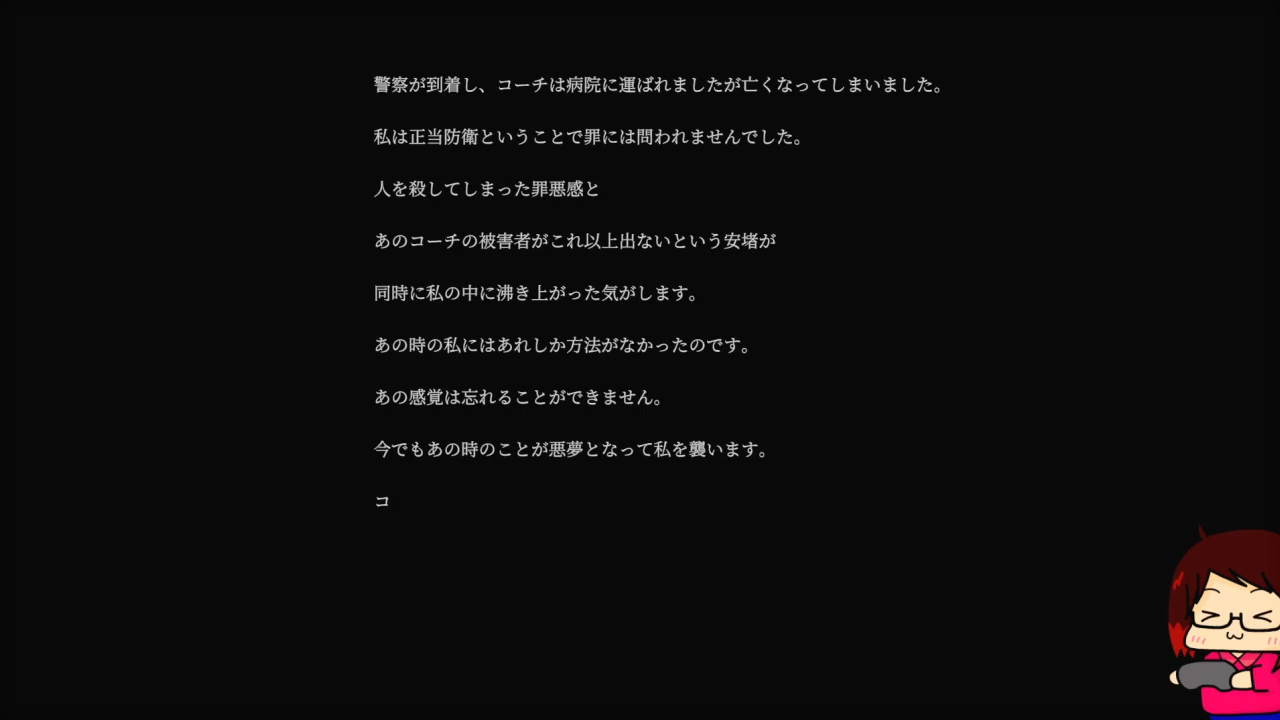 警察が到着し、コーチは病院に運ばれましたが亡くなってしまいました。
私は正当防衛ということで罪には問われませんでした。
人を殺してしまった罪悪感と
あのコーチの被害者がこれ以上出ないという安堵が
同時に私の中に沸き上がった気がします。
あの時の私にはあれしか方法がなかったのです。
あの感覚は忘れることができません。
今でもあの時のことが悪夢となって私を襲います。
コ